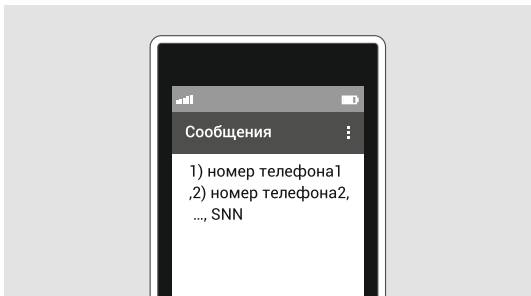 Сообщения
1) номер телефона1
,2) номер телефона2,
..., SNN